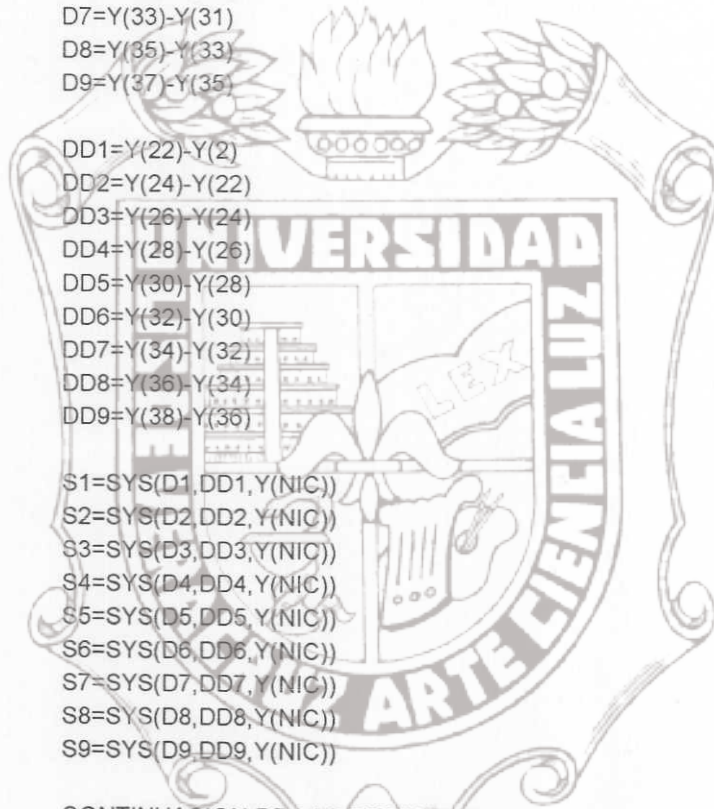 D7=Y(33)-Y(31)
D8=Y(35)-Y(33)
D9=Y(37)-Y(35)
DD1=Y(22)-Y(2)
DD2=Y(24)-Y(22)
DD3=Y(26)-Y(24)
DD4=Y(28)-Y(26)
DD5=Y(30)-Y(28)
DD6=Y(32)-Y(30)
DD7=Y(34)-Y(32)
DD8=Y(36)-Y(34)
DD9=Y(38)-Y(36)
S1=SYS(D1,DD1,Y(NIC))
S2=SYS(D2,DD2,Y(NIC))
S3=SYS(D3,DD3,Y(NIC))
S4=SYS(D4,DD4,Y(NIC))
S5=SYS(D5,DD5,Y(NIC))
S6=SYS(D6,DD6,Y(NIC))
S7=SYS(D7,DD7,Y(NIC))
S8=SYS(D8,DD8,Y(NIC))
S9=SYS(D9,DD9,Y(NIC))
UNIVERSIDAD
LEX
ARTE CIENCIA LUZ